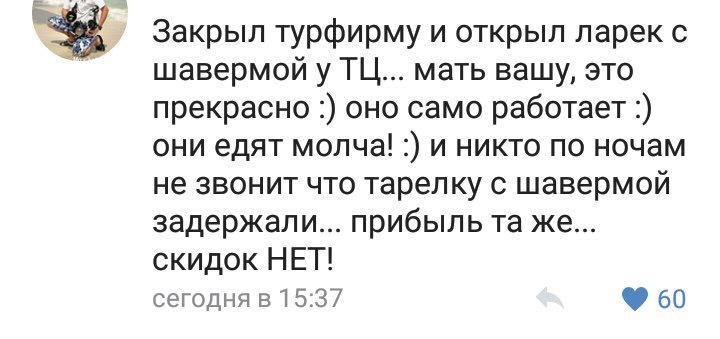 Закрыл турфирму и открыл ларек с
шавермой у ТЦ... мать вашу, это
прекрасно :) оно само работает :)
они едят молча! :) и никто по ночам
не звонит что тарелку с шавермой
задержали... прибыль та же...
скидок НЕТ!
сегодня в 15:37 60